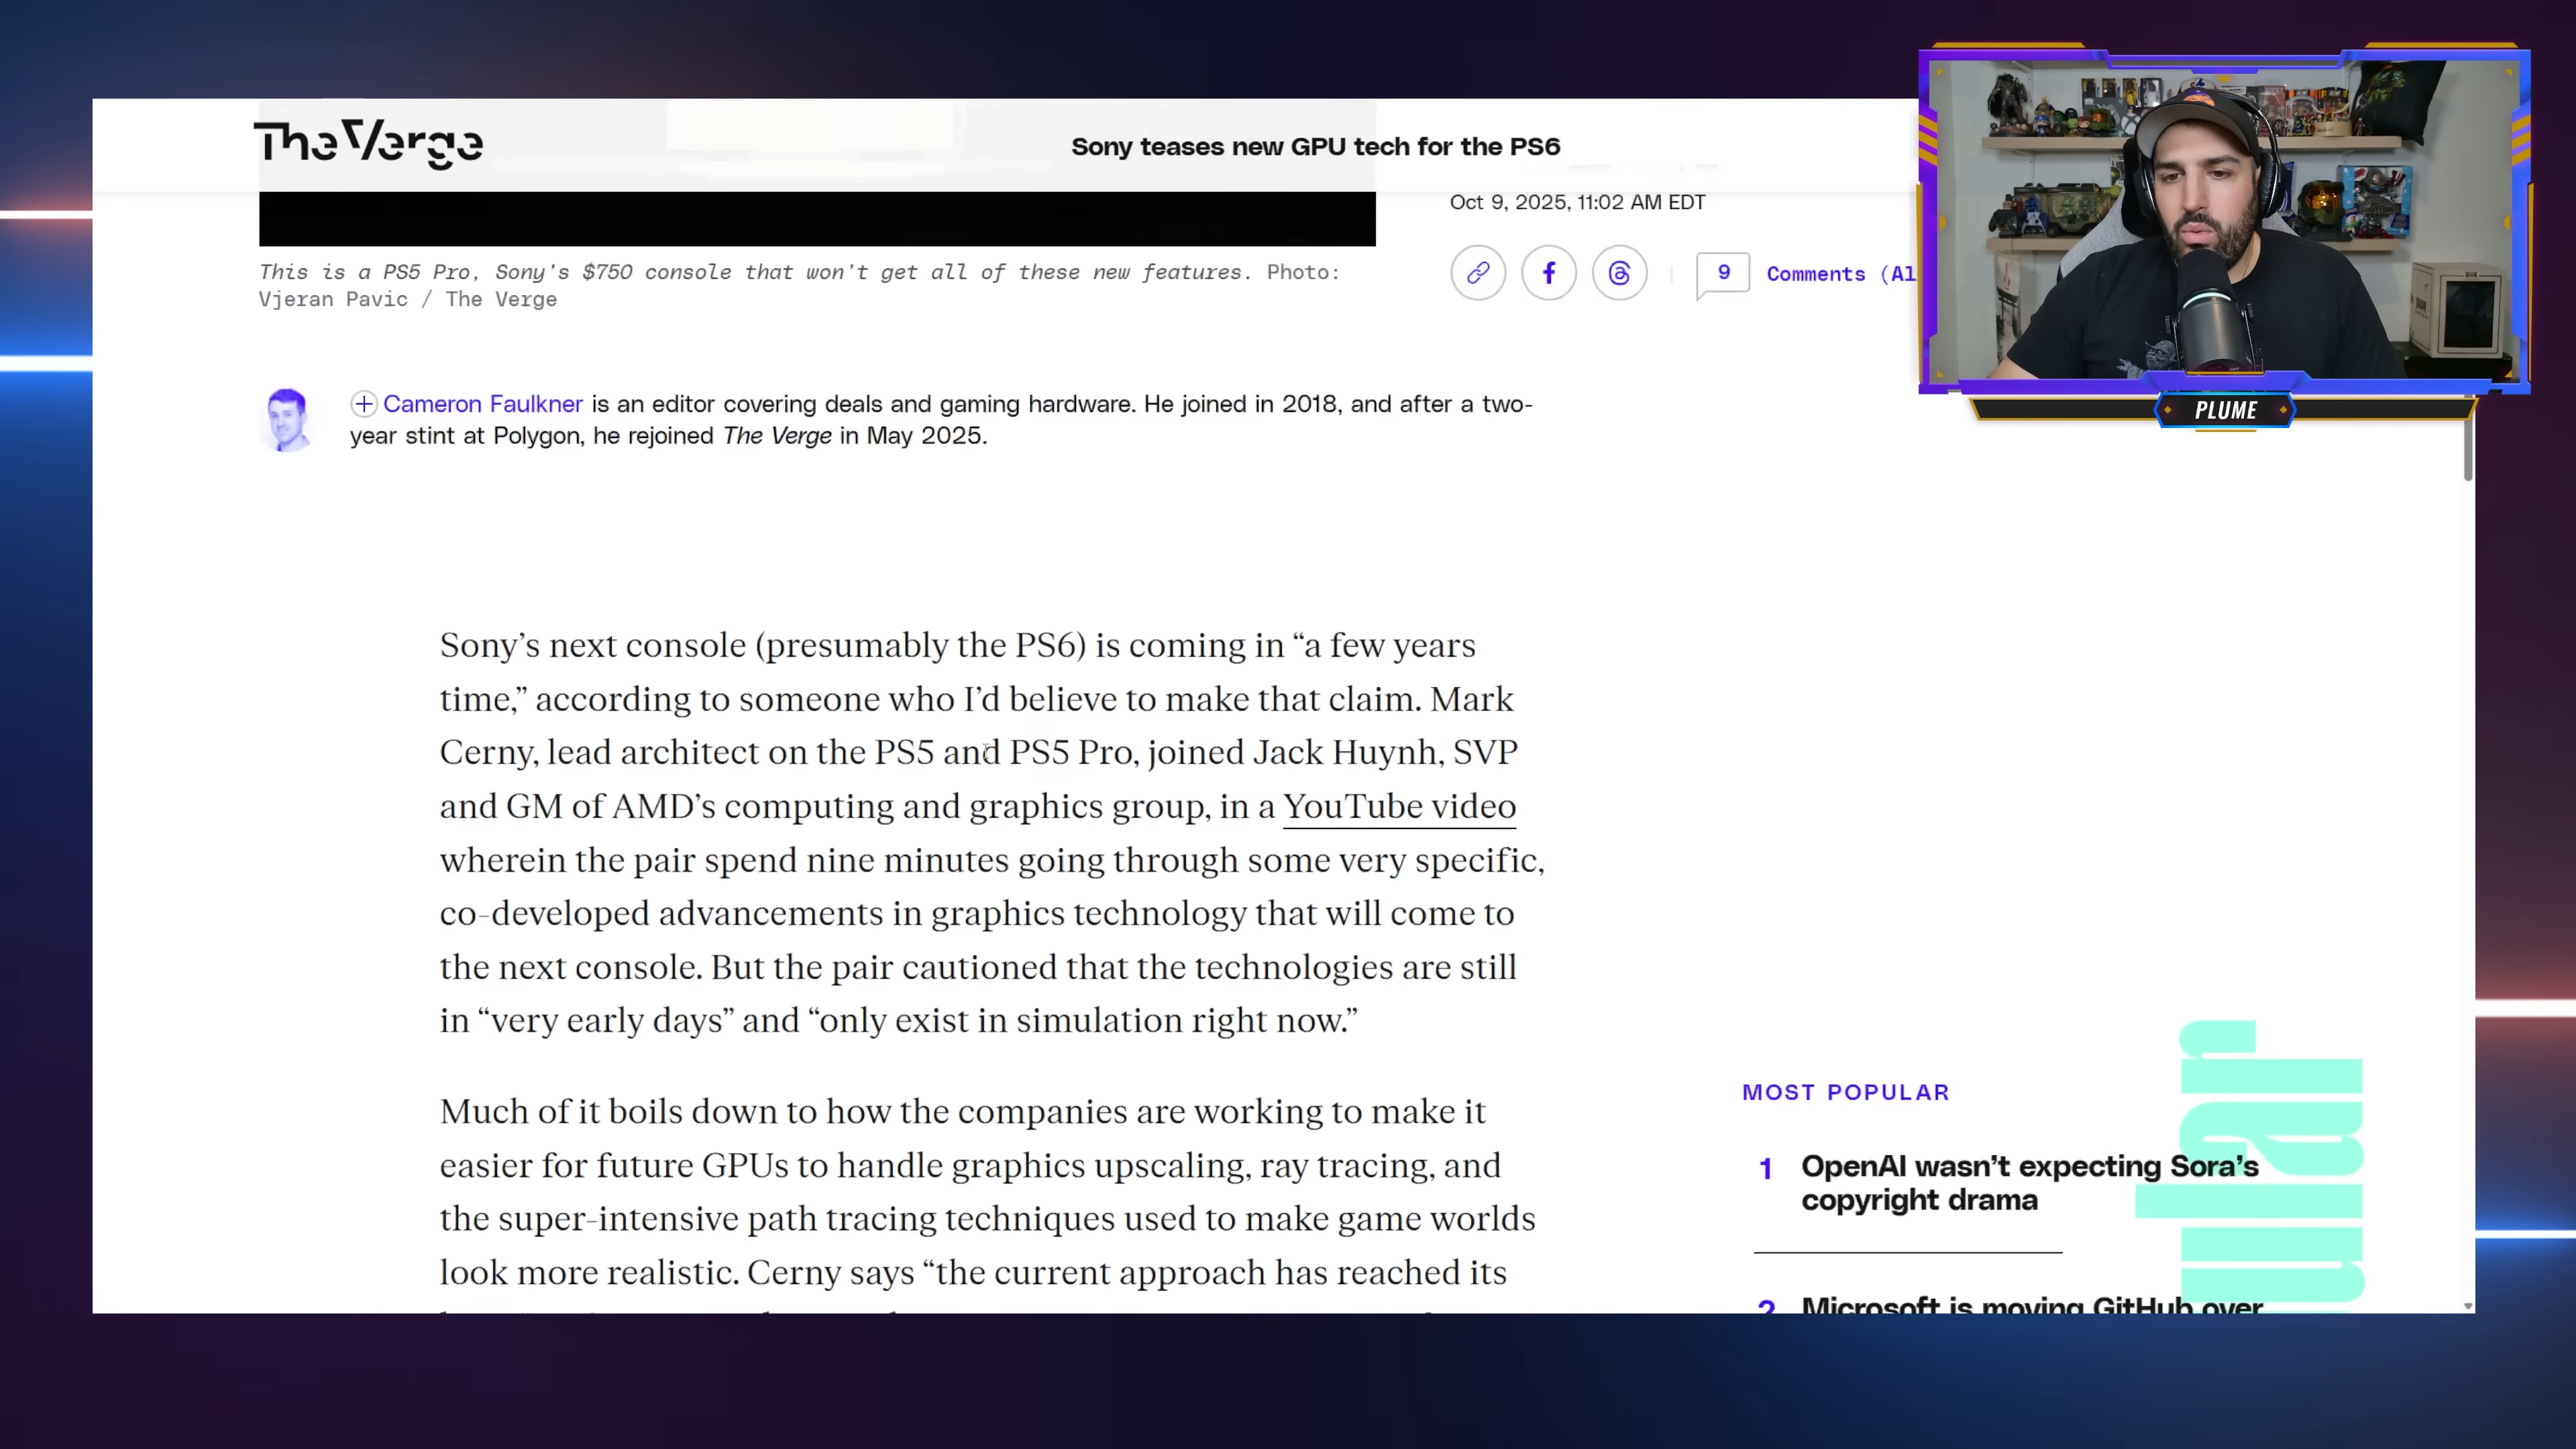 The Verge
Sony teases new GPU tech for the PS6
Oct 9, 2025, 11:02 AM EDT
This is a PS5 Pro, Sony's $750 console that won't get all of these new features. Photo:
Vjeran Pavic / The Verge
9 Comments (Al
PLUME
Cameron Faulkner is an editor covering deals and gaming hardware. He joined in 2018, and after a two-
year stint at Polygon, he rejoined The Verge in May 2025.
Sony’s next console (presumably the PS6) is coming in “a few years
time,” according to someone who I’d believe to make that claim. Mark
Cerny, lead architect on the PS5 and PS5 Pro, joined Jack Huynh, SVP
and GM of AMD’s computing and graphics group, in a YouTube video
wherein the pair spend nine minutes going through some very specific,
co-developed advancements in graphics technology that will come to
the next console. But the pair cautioned that the technologies are still
in “very early days” and “only exist in simulation right now.”
Much of it boils down to how the companies are working to make it
easier for future GPUs to handle graphics upscaling, ray tracing, and
the super-intensive path tracing techniques used to make game worlds
look more realistic. Cerny says “the current approach has reached its
MOST POPULAR
1 OpenAI wasn’t expecting Sora’s
copyright drama
2 Microsoft is moving GitHub over
ular